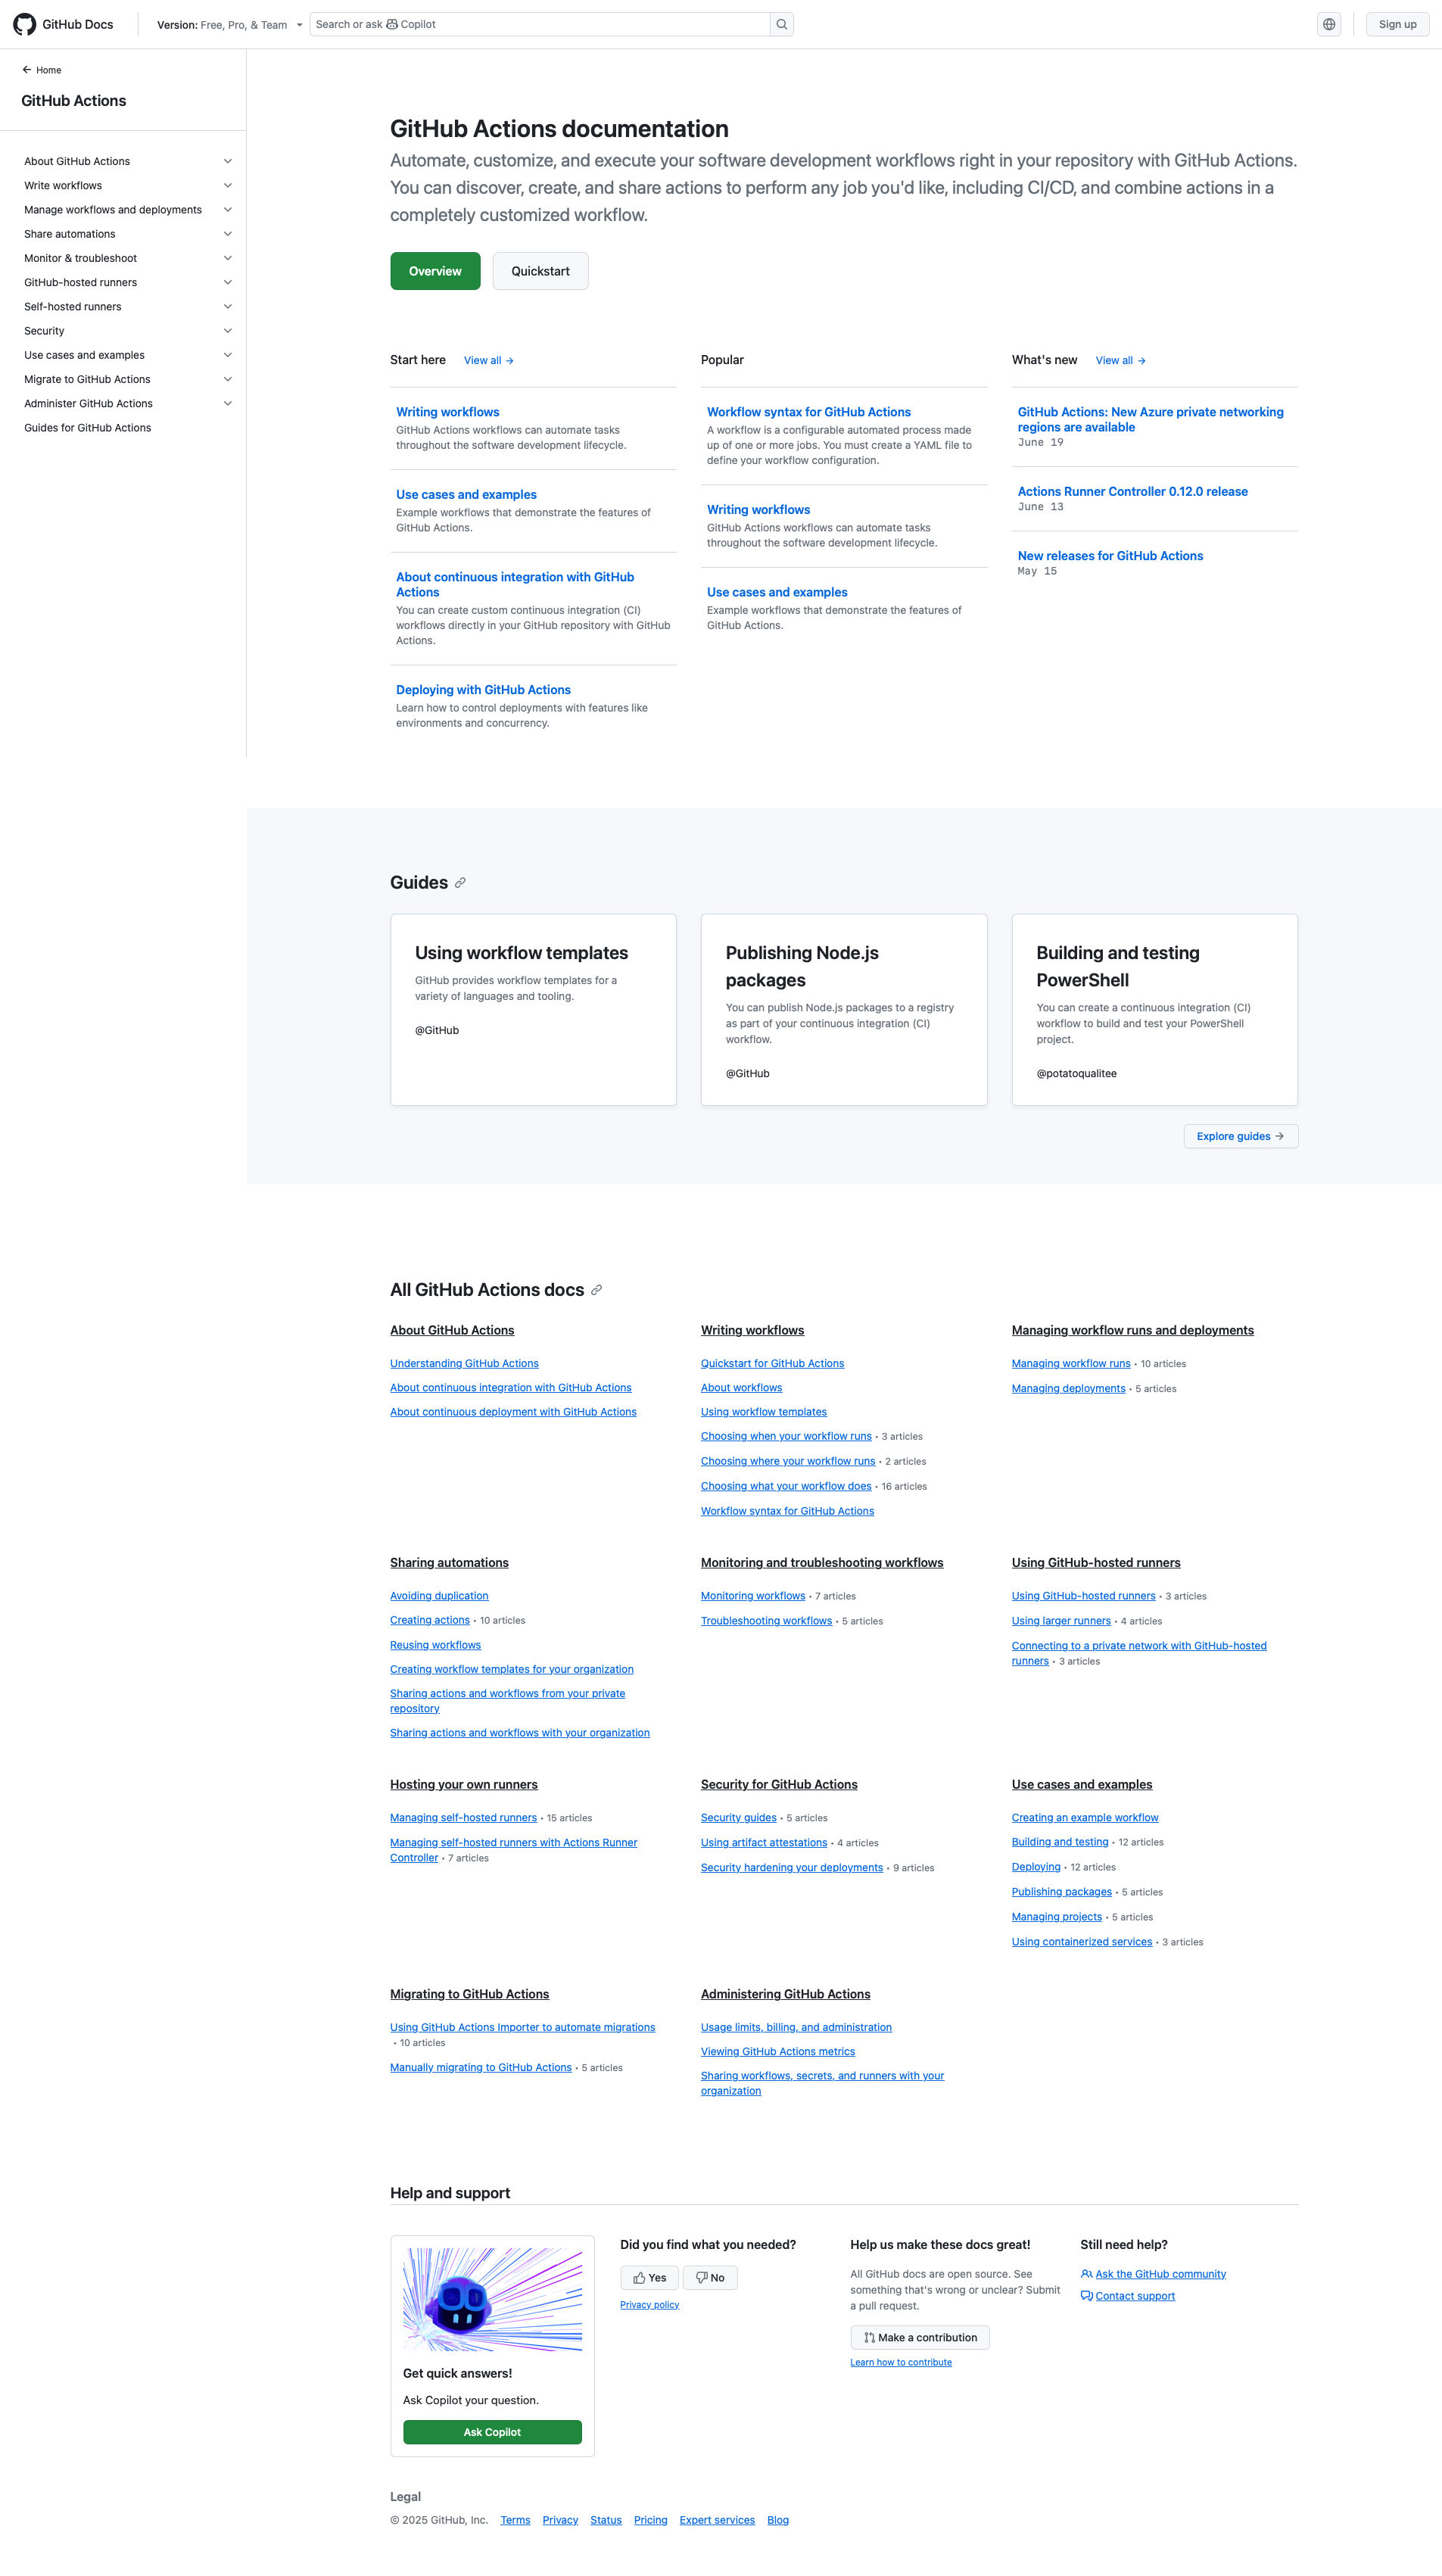 GitHub Docs
Version: Free, Pro, & Team
Search or ask Copilot
Sign up
Home
GitHub Actions
About GitHub Actions
Write workflows
Manage workflows and deployments
Share automations
Monitor & troubleshoot
GitHub-hosted runners
Self-hosted runners
Security
Use cases and examples
Migrate to GitHub Actions
Administer GitHub Actions
Guides for GitHub Actions
GitHub Actions documentation
Automate, customize, and execute your software development workflows right in your repository with GitHub Actions.
You can discover, create, and share actions to perform any job you'd like, including CI/CD, and combine actions in a
completely customized workflow.
Overview
Quickstart
Start here View all →
Writing workflows
GitHub Actions workflows can automate tasks
throughout the software development lifecycle.
Use cases and examples
Example workflows that demonstrate the features of
GitHub Actions.
About continuous integration with GitHub
Actions
You can create custom continuous integration (CI)
workflows directly in your GitHub repository with GitHub
Actions.
Deploying with GitHub Actions
Learn how to control deployments with features like
environments and concurrency.
Popular
Workflow syntax for GitHub Actions
A workflow is a configurable automated process made
up of one or more jobs. You must create a YAML file to
define your workflow configuration.
Writing workflows
GitHub Actions workflows can automate tasks
throughout the software development lifecycle.
Use cases and examples
Example workflows that demonstrate the features of
GitHub Actions.
What's new View all →
GitHub Actions: New Azure private networking
regions are available
June 19
Actions Runner Controller 0.12.0 release
June 13
New releases for GitHub Actions
May 15
Guides
Using workflow templates
GitHub provides workflow templates for a
variety of languages and tooling.
@GitHub
Publishing Node.js
packages
You can publish Node.js packages to a registry
as part of your continuous integration (CI)
workflow.
@GitHub
Building and testing
PowerShell
You can create a continuous integration (CI)
workflow to build and test your PowerShell
project.
@potatoqualitee
Explore guides →
All GitHub Actions docs
About GitHub Actions
Understanding GitHub Actions
About continuous integration with GitHub Actions
About continuous deployment with GitHub Actions
Writing workflows
Quickstart for GitHub Actions
About workflows
Using workflow templates
Choosing when your workflow runs • 3 articles
Choosing where your workflow runs • 2 articles
Choosing what your workflow does • 16 articles
Workflow syntax for GitHub Actions
Managing workflow runs and deployments
Managing workflow runs • 10 articles
Managing deployments • 5 articles
Sharing automations
Avoiding duplication
Creating actions • 10 articles
Reusing workflows
Creating workflow templates for your organization
Sharing actions and workflows from your private
repository
Sharing actions and workflows with your organization
Monitoring and troubleshooting workflows
Monitoring workflows • 7 articles
Troubleshooting workflows • 5 articles
Using GitHub-hosted runners
Using GitHub-hosted runners • 3 articles
Using larger runners • 4 articles
Connecting to a private network with GitHub-hosted
runners • 3 articles
Hosting your own runners
Managing self-hosted runners • 15 articles
Managing self-hosted runners with Actions Runner
Controller • 7 articles
Security for GitHub Actions
Security guides • 5 articles
Using artifact attestations • 4 articles
Security hardening your deployments • 9 articles
Use cases and examples
Creating an example workflow
Building and testing • 12 articles
Deploying • 12 articles
Publishing packages • 5 articles
Managing projects • 5 articles
Using containerized services • 3 articles
Migrating to GitHub Actions
Using GitHub Actions Importer to automate migrations
• 10 articles
Manually migrating to GitHub Actions • 5 articles
Administering GitHub Actions
Usage limits, billing, and administration
Viewing GitHub Actions metrics
Sharing workflows, secrets, and runners with your
organization
Help and support
Get quick answers!
Ask Copilot your question.
Ask Copilot
Did you find what you needed?
Yes
No
Privacy policy
Help us make these docs great!
All GitHub docs are open source. See
something that's wrong or unclear? Submit
a pull request.
Make a contribution
Learn how to contribute
Still need help?
Ask the GitHub community
Contact support
Legal
© 2025 GitHub, Inc. Terms Privacy Status Pricing Expert services Blog